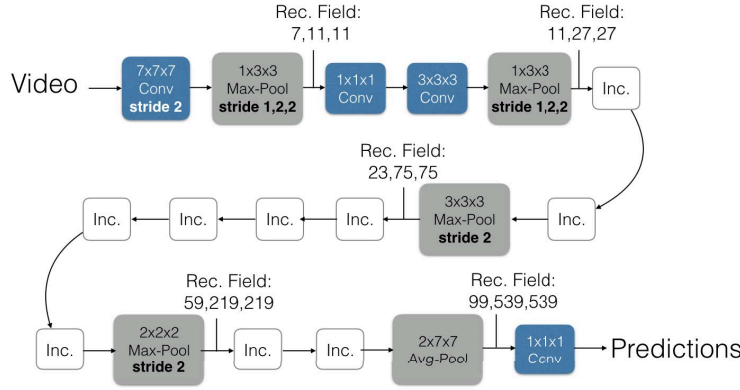 Rec. Field:
7,11,11
Rec. Field:
11,27,27
Video
7x7x7
Conv
stride 2
1x3x3
Max-Pool
stride 1,2,2
1x1x1
Conv
3x3x3
Conv
1x3x3
Max-Pool
stride 1,2,2
Inc.
Rec. Field:
23,75,75
Inc.
Inc.
Inc.
Inc.
3x3x3
Max-Pool
stride 2
Inc.
Rec. Field:
59,219,219
Rec. Field:
99,539,539
Inc.
2x2x2
Max-Pool
stride 2
Inc.
Inc.
2x7x7
Avg-Pool
1x1x1
Conv
Predictions